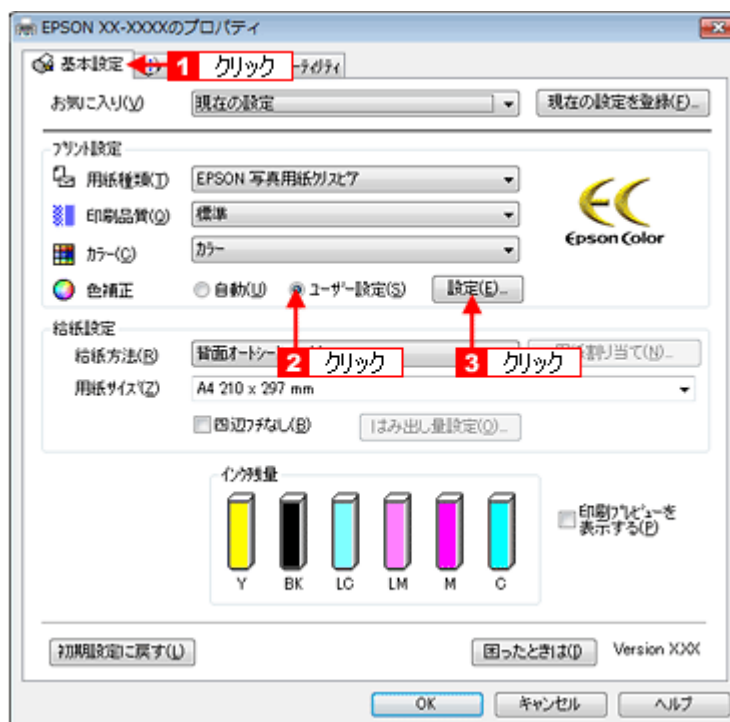 EPSON XX-XXXXのプロパティ
基本設定 1 クリック ーティリティ
お気に入り(V) 現在の設定 現在の設定を登録(F)...
プリント設定
用紙種類(T) EPSON 写真用紙クリスピア
印刷品質(Q) 標準
カラー(C) カラー
色補正 自動(U) ユーザー設定(S) 設定(E)...
EC
Epson Color
給紙設定
給紙方法(R) 背面オートシート 割り当て(N)...
2 クリック 3 クリック
用紙サイズ(Z) A4 210 x 297 mm
四辺フチなし(B) はみ出し量設定(O)...
インク残量
Y BK LC LM M C
印刷プレビューを
表示する(P)
初期設定に戻す(L) 困ったときは(I) Version X.XX
OK キャンセル ヘルプ